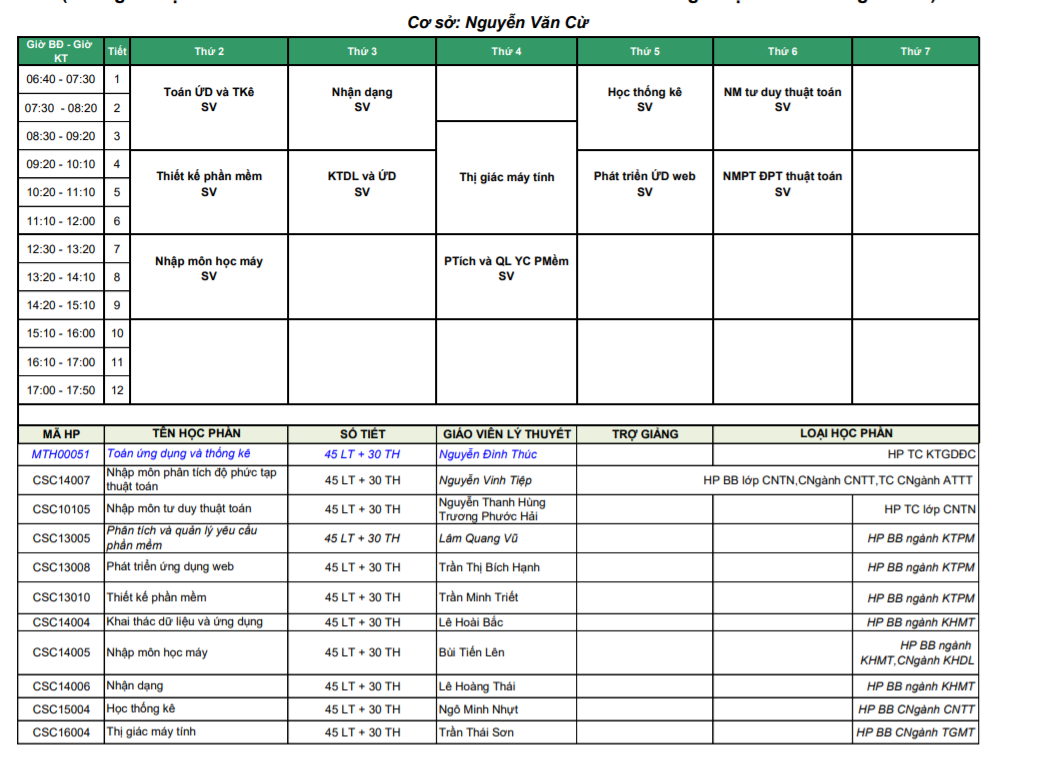 Cơ sở: Nguyễn Văn Cừ
Giờ BĐ - Giờ KT Tiết Thứ 2 Thứ 3 Thứ 4 Thứ 5 Thứ 6 Thứ 7
06:40 - 07:30 1
Toán ỨD và TKê Nhận dạng Học thống kê NM tư duy thuật toán
SV SV SV SV
07:30 - 08:20 2
08:30 - 09:20 3
09:20 - 10:10 4
Thiết kế phần mềm KTDL và ỨD Thị giác máy tính Phát triển ỨD web NMPT ĐPT thuật toán
SV SV SV SV
10:20 - 11:10 5
11:10 - 12:00 6
12:30 - 13:20 7
Nhập môn học máy PTích và QL YC PMềm
SV SV
13:20 - 14:10 8
14:20 - 15:10 9
15:10 - 16:00 10
16:10 - 17:00 11
17:00 - 17:50 12
MÃ HP TÊN HỌC PHẦN SỐ TIẾT GIÁO VIÊN LÝ THUYẾT TRỢ GIẢNG LOẠI HỌC PHẦN
MTH00051 Toán ứng dụng và thống kê 45 LT + 30 TH Nguyễn Đình Thúc HP TC KTGDĐC
CSC14007 Nhập môn phân tích độ phức tạp thuật toán 45 LT + 30 TH Nguyễn Vinh Tiệp HP BB lớp CNTN,CNgành CNTT,TC CNgành ATTT
CSC10105 Nhập môn tư duy thuật toán 45 LT + 30 TH Nguyễn Thanh Hùng Trương Phước Hải HP TC lớp CNTN
CSC13005 Phân tích và quản lý yêu cầu phần mềm 45 LT + 30 TH Lâm Quang Vũ HP BB ngành KTPM
CSC13008 Phát triển ứng dụng web 45 LT + 30 TH Trần Thị Bích Hạnh HP BB ngành KTPM
CSC13010 Thiết kế phần mềm 45 LT + 30 TH Trần Minh Triết HP BB ngành KTPM
CSC14004 Khai thác dữ liệu và ứng dụng 45 LT + 30 TH Lê Hoài Bắc HP BB ngành KHMT
CSC14005 Nhập môn học máy 45 LT + 30 TH Bùi Tiến Lên HP BB ngành KHMT,CNgành KHDL
CSC14006 Nhận dạng 45 LT + 30 TH Lê Hoàng Thái HP BB ngành KHMT
CSC15004 Học thống kê 45 LT + 30 TH Ngô Minh Nhựt HP BB CNgành CNTT
CSC16004 Thị giác máy tính 45 LT + 30 TH Trần Thái Sơn HP BB CNgành TGMT